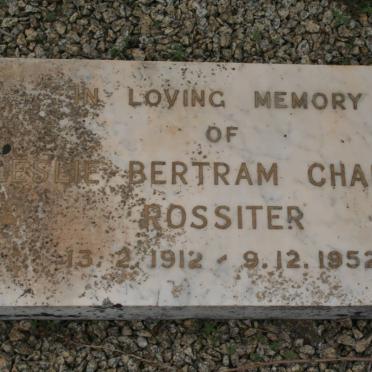 IN LOVING MEMORY
OF
LESLIE BERTRAM CHA
ROSSITER
13.2.1912 - 9.12.1952